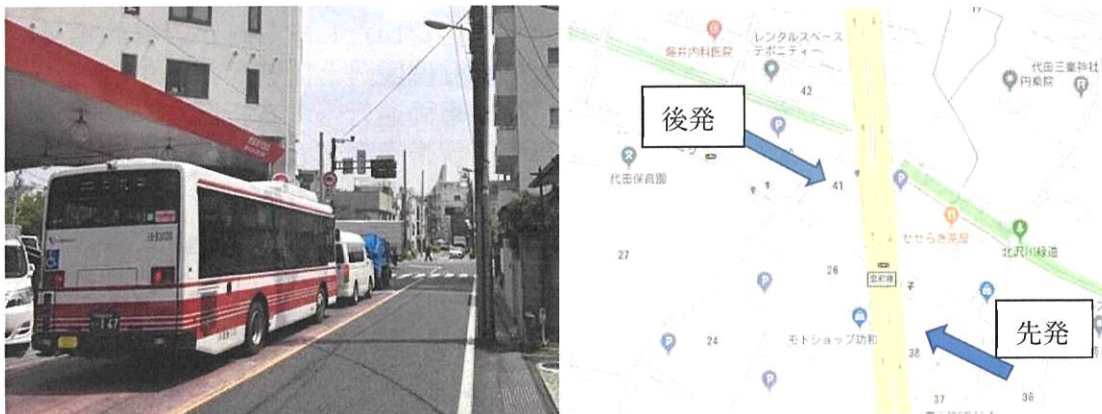 167
後発
先発
藤井内科医院
レンタルスペース
テポニティー
42
代田三峯神社
円乗院
代田保育園
41
せせらぎ茶屋
北沢川緑道
27
26
モトショップ功和
24
38
37
36